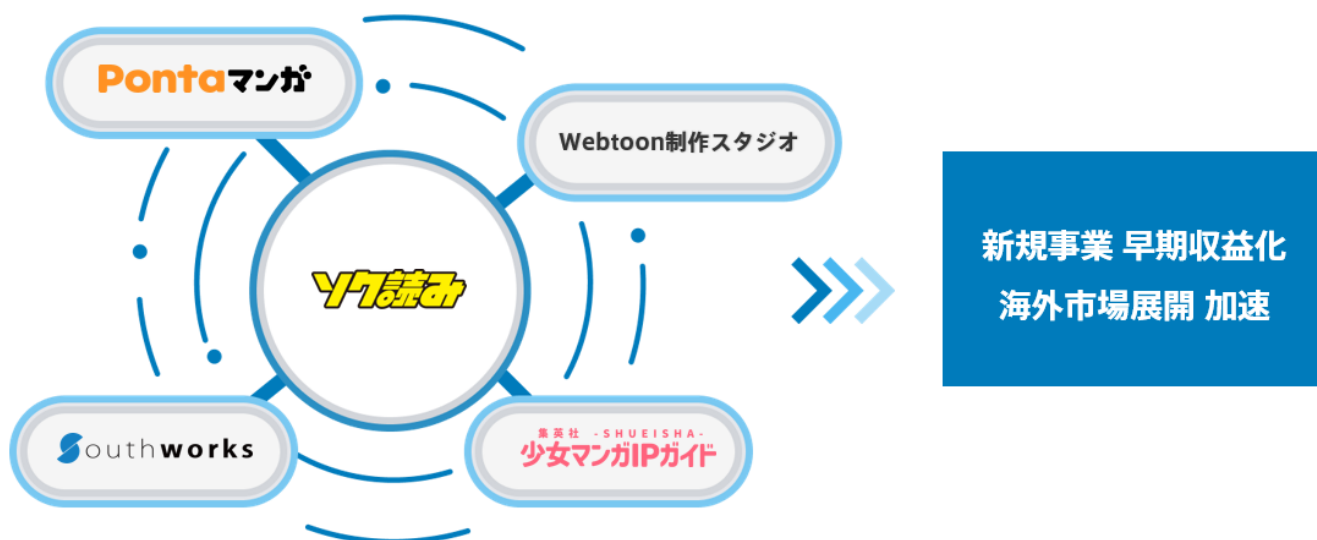 Pontaマンガ
Webtoon制作スタジオ
ソク読み
Southworks
集英社 -SHUEISHA-
少女マンガIPガイド
新規事業 早期収益化
海外市場展開 加速